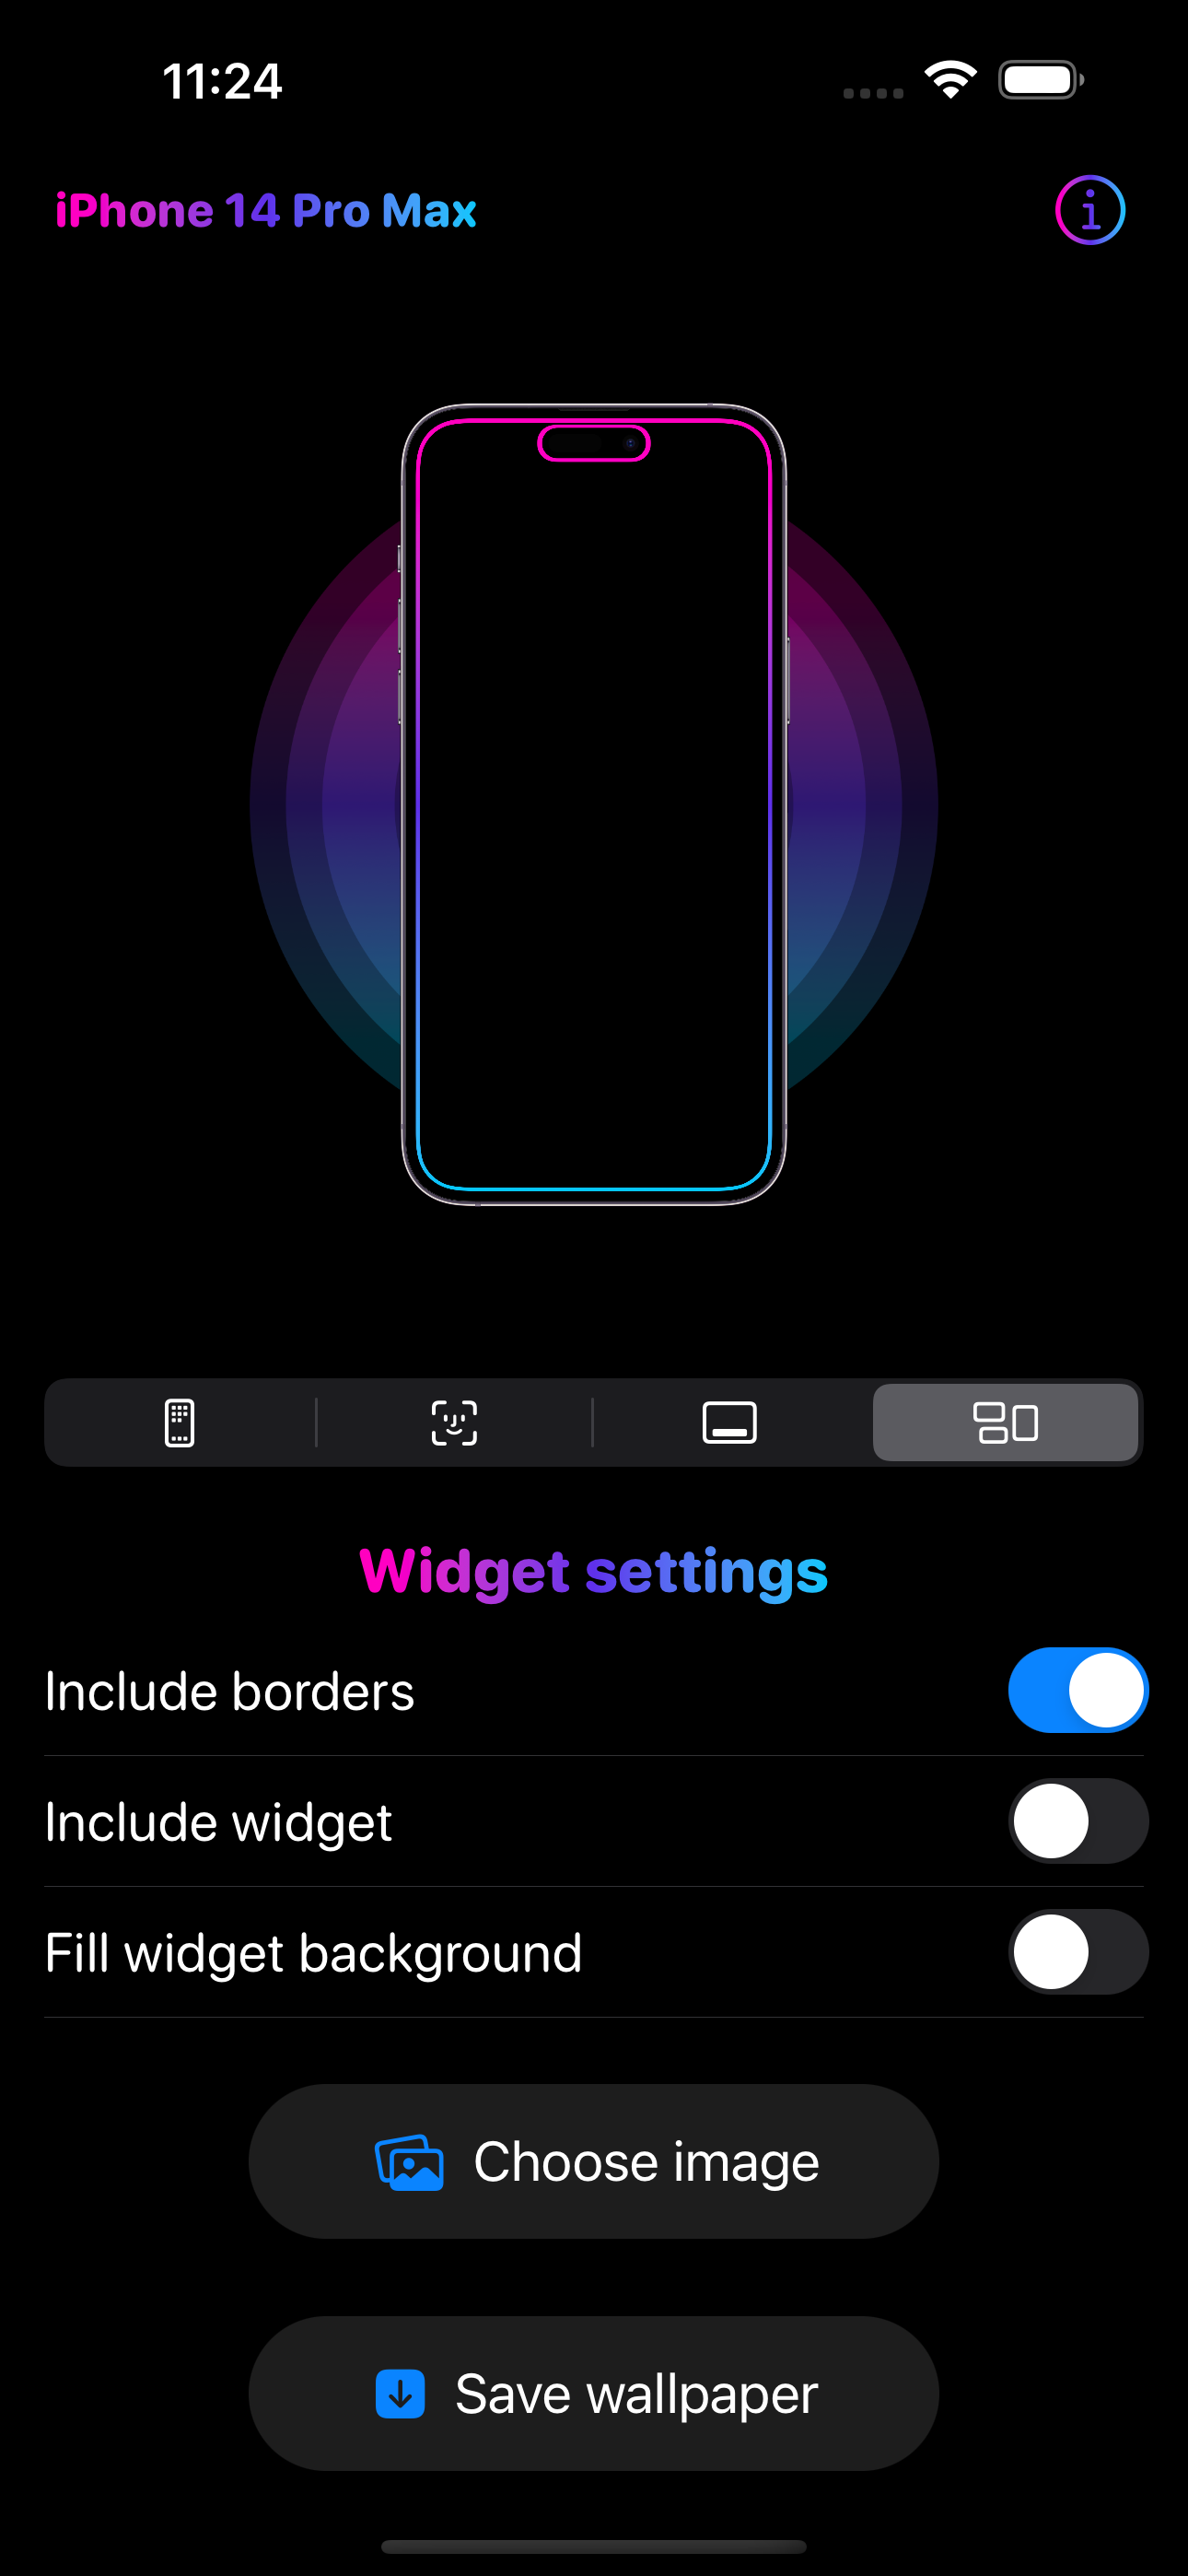 11:24
iPhone 14 Pro Max
Widget settings
Include borders
Include widget
Fill widget background
Choose image
Save wallpaper